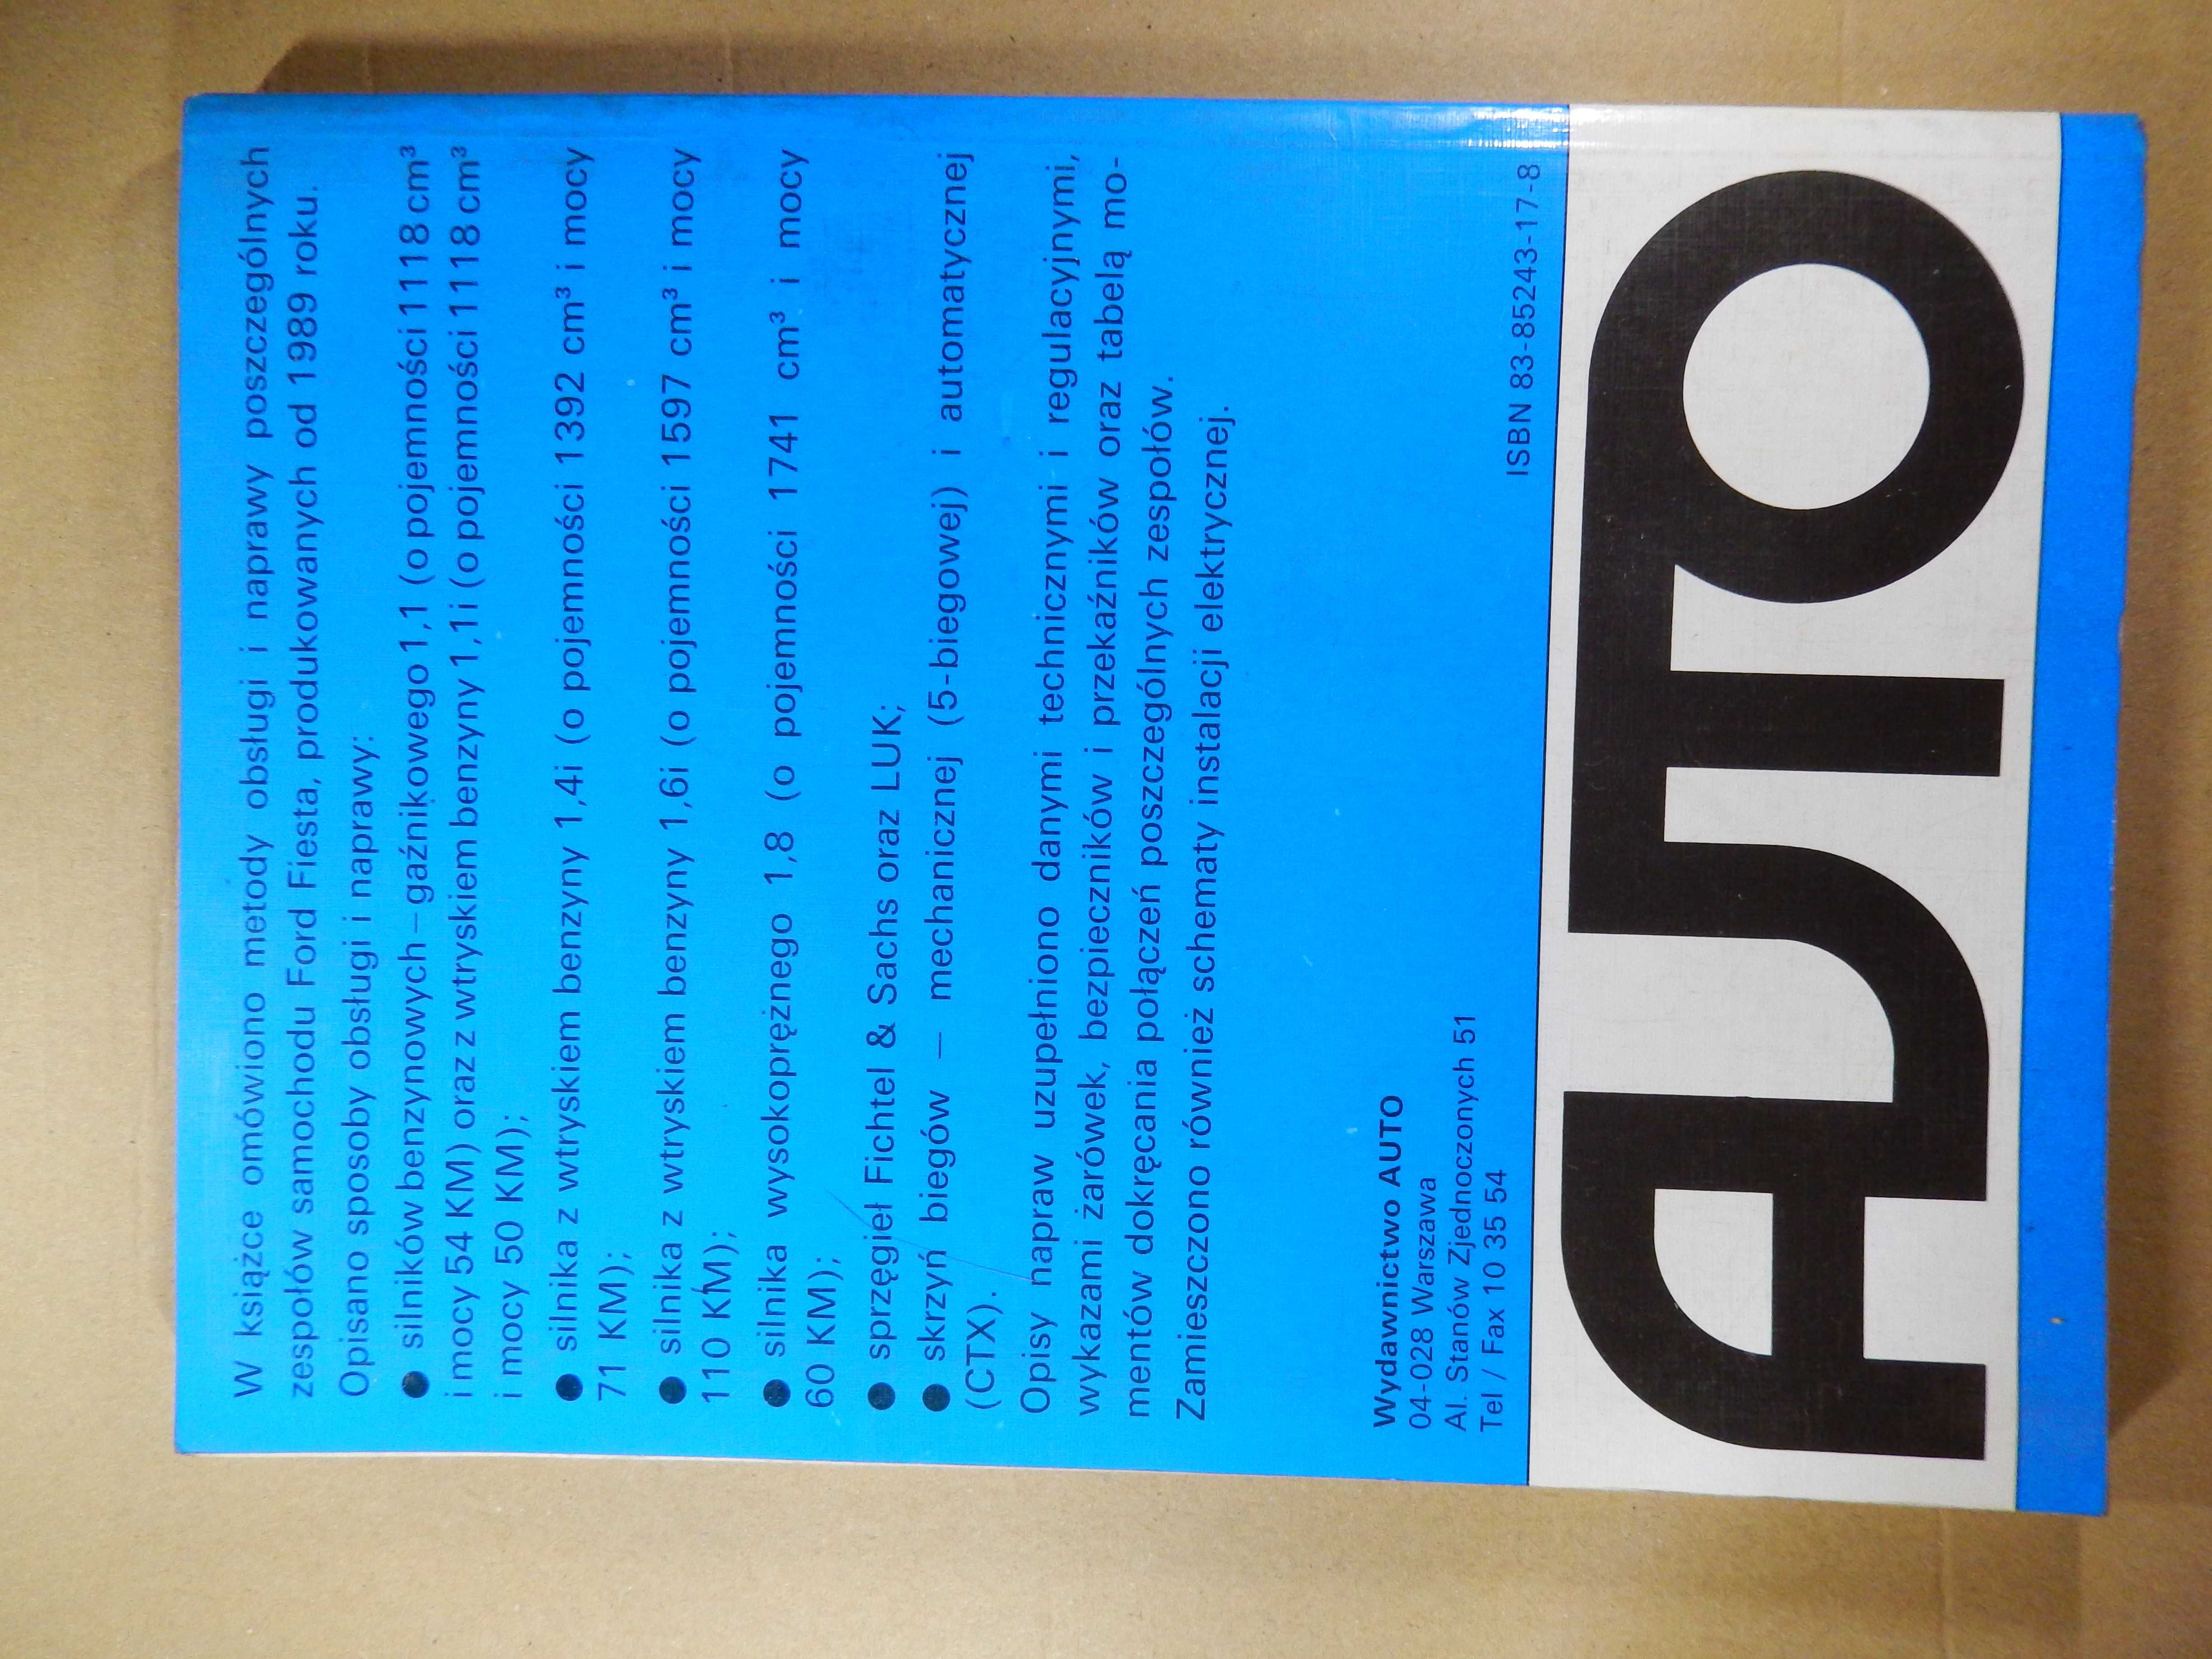 W książce omówiono metody obsługi i naprawy poszczególnych
zespołów samochodu Ford Fiesta, produkowanych od 1989 roku.
Opisano sposoby obsługi i naprawy:
● silników benzynowych – gaźnikowego 1,1 (o pojemności 1118 cm³
i mocy 54 KM) oraz z wtryskiem benzyny 1,1i (o pojemności 1118 cm³
i mocy 50 KM);
● silnika z wtryskiem benzyny 1,4i (o pojemności 1392 cm³ i mocy
71 KM);
● silnika z wtryskiem benzyny 1,6i (o pojemności 1597 cm³ i mocy
110 KM);
● silnika wysokoprężnego 1,8 (o pojemności 1741 cm³ i mocy
60 KM);
● sprzęgieł Fichtel & Sachs oraz LUK;
● skrzyń biegów – mechanicznej (5-biegowej) i automatycznej
(CTX).
Opisy napraw uzupełniono danymi technicznymi i regulacyjnymi,
wykazami żarówek, bezpieczników i przekaźników oraz tabelą mo-
mentów dokręcania połączeń poszczególnych zespołów.
Zamieszczono również schematy instalacji elektrycznej.
Wydawnictwo AUTO
04-028 Warszawa
Al. Stanów Zjednoczonych 51
Tel / Fax 10 35 54
ISBN 83-85243-17-8
AUTO